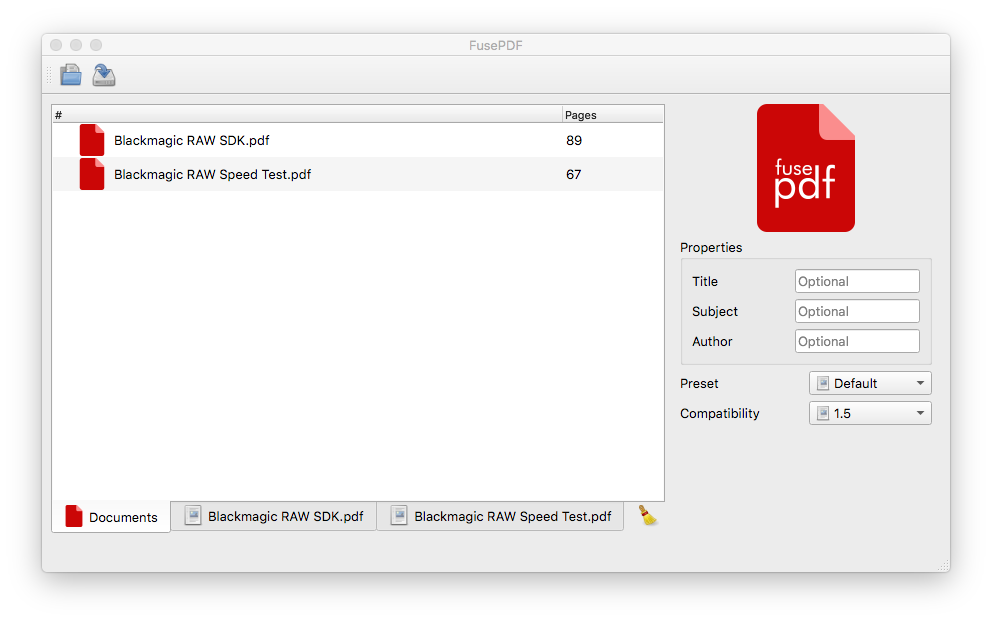 FusePDF
# Pages
Blackmagic RAW SDK.pdf 89
Blackmagic RAW Speed Test.pdf 67
fuse
pdf
Properties
Title Optional
Subject Optional
Author Optional
Preset Default
Compatibility 1.5
Documents Blackmagic RAW SDK.pdf Blackmagic RAW Speed Test.pdf